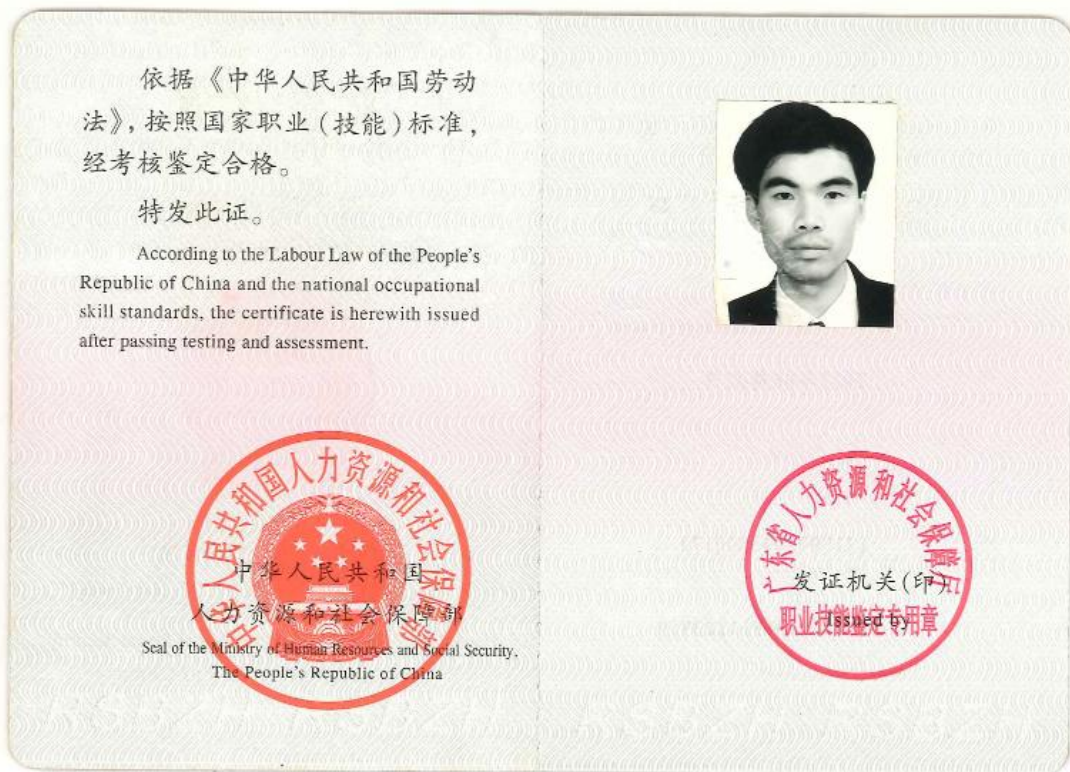 依据《中华人民共和国劳动
法》，按照国家职业（技能）标准，
经考核鉴定合格。
特发此证。
According to the Labour Law of the People's
Republic of China and the national occupational
skill standards, the certificate is herewith issued
after passing testing and assessment.
中华人民共和国人力资源和社会保障部
中华人民共和国
人力资源和社会保障部
Seal of the Ministry of Human Resources and Social Security,
The People's Republic of China
广东省人力资源和社会保障厅
发证机关(印)
Issued by
职业技能鉴定专用章